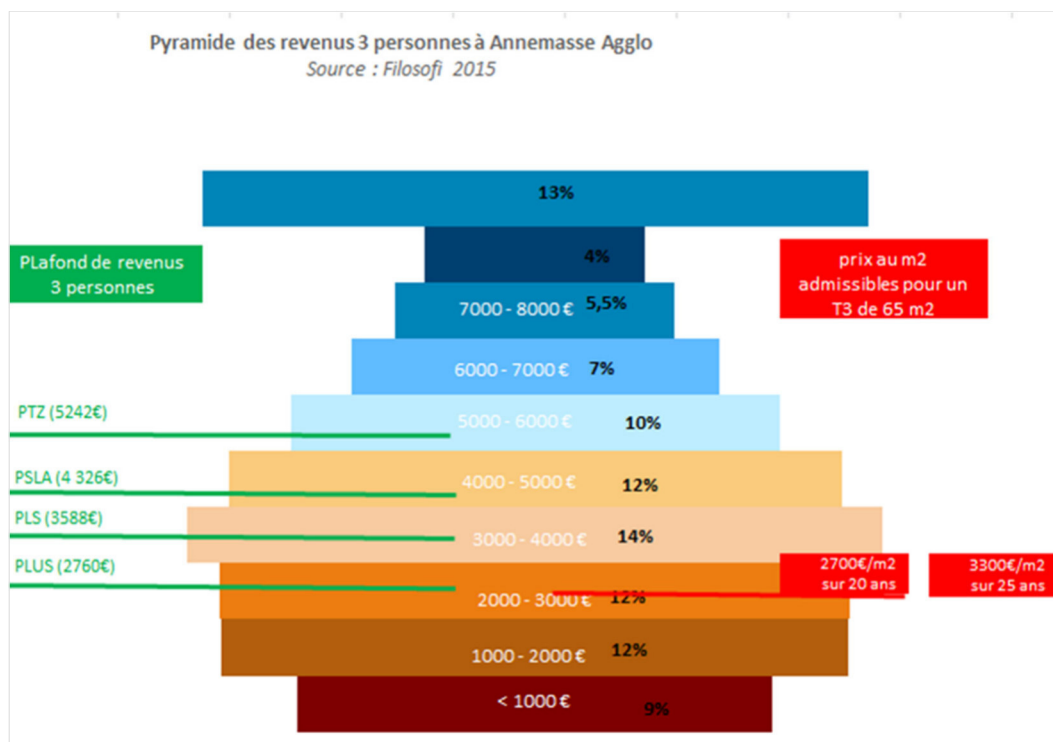 Pyramide des revenus 3 personnes à Annemasse Agglo
Source : Filosofi 2015
13%
4%
PLafond de revenus
3 personnes
prix au m2
admissibles pour un
T3 de 65 m2
7000 - 8000 € 5,5%
6000 - 7000 € 7%
PTZ (5242€)
5000 - 6000 € 10%
PSLA (4 326€)
4000 - 5000 € 12%
PLS (3588€)
3000 - 4000 € 14%
PLUS (2760€)
2700€/m2
sur 20 ans
3300€/m2
sur 25 ans
2000 - 3000 € 12%
1000 - 2000 € 12%
< 1000 € 9%